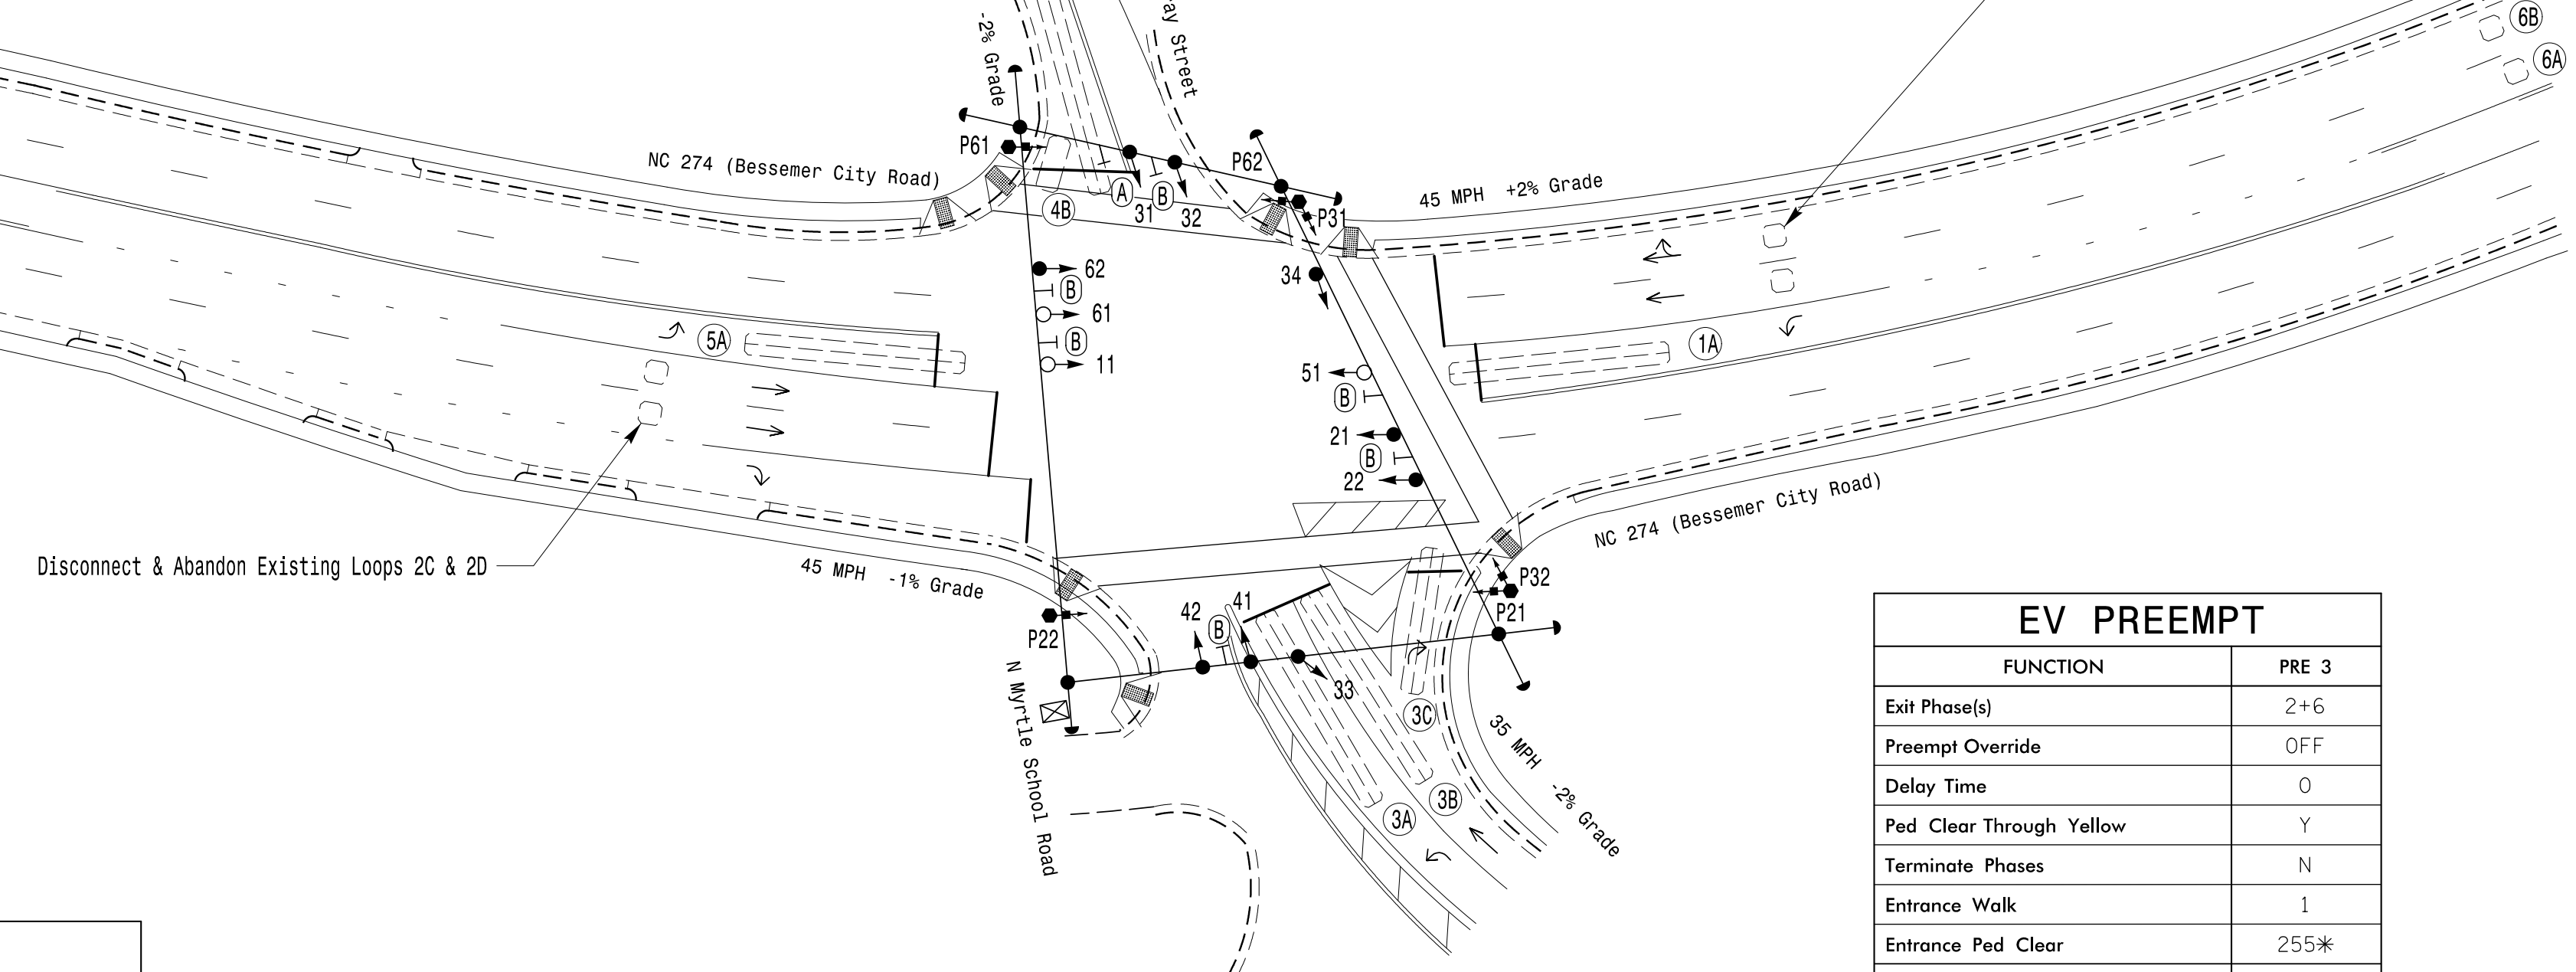 -2% Grade
ay Street
6B
6A
P61
NC 274 (Bessemer City Road)
4B
A
B
31
32
P62
P31
45 MPH +2% Grade
34
62
B
61
B
11
5A
1A
51
B
21
B
22
Disconnect & Abandon Existing Loops 2C & 2D
45 MPH -1% Grade
NC 274 (Bessemer City Road)
P32
P21
P22
42
B
41
33
3C
3B
3A
N Myrtle School Road
35 MPH -2% Grade
EV PREEMPT
FUNCTION PRE 3
Exit Phase(s) 2+6
Preempt Override OFF
Delay Time 0
Ped Clear Through Yellow Y
Terminate Phases N
Entrance Walk 1
Entrance Ped Clear 255*